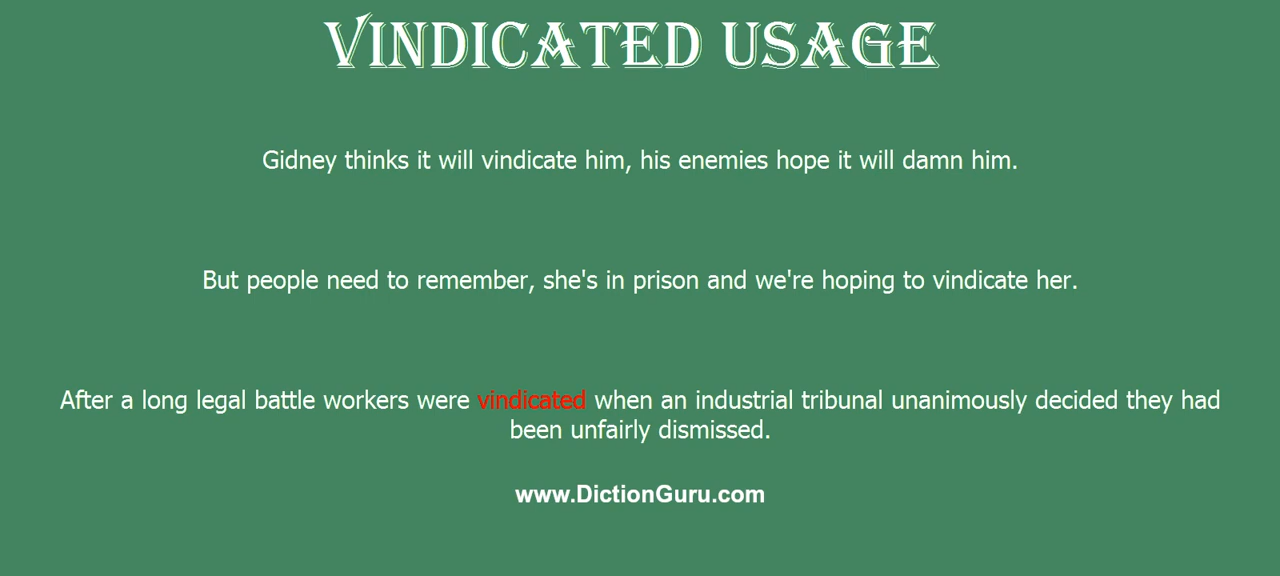 VINDICATED USAGE
Gidney thinks it will vindicate him, his enemies hope it will damn him.
But people need to remember, she's in prison and we're hoping to vindicate her.
After a long legal battle workers were vindicated when an industrial tribunal unanimously decided they had
been unfairly dismissed.
www.DictionGuru.com